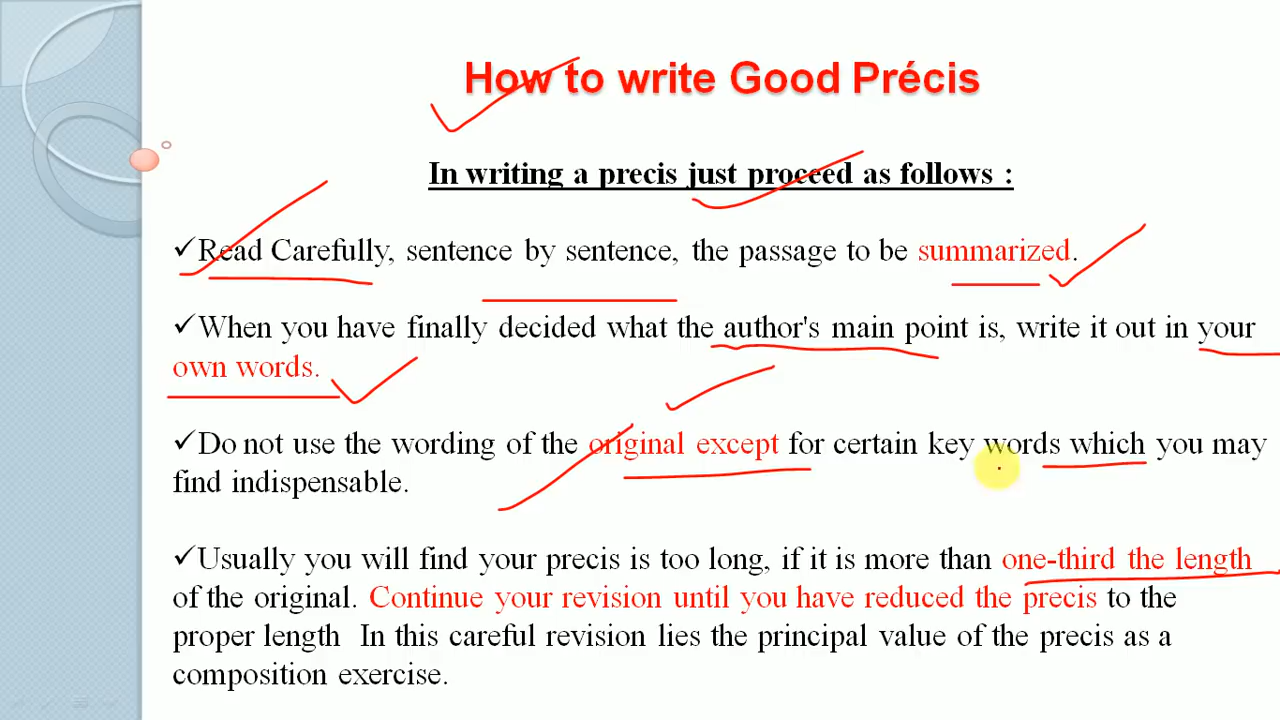 How to write Good Précis
In writing a precis just proceed as follows :
✓Read Carefully, sentence by sentence, the passage to be summarized.
✓When you have finally decided what the author's main point is, write it out in your
own words.
✓Do not use the wording of the original except for certain key words which you may
find indispensable.
✓Usually you will find your precis is too long, if it is more than one-third the length
of the original. Continue your revision until you have reduced the precis to the
proper length In this careful revision lies the principal value of the precis as a
composition exercise.